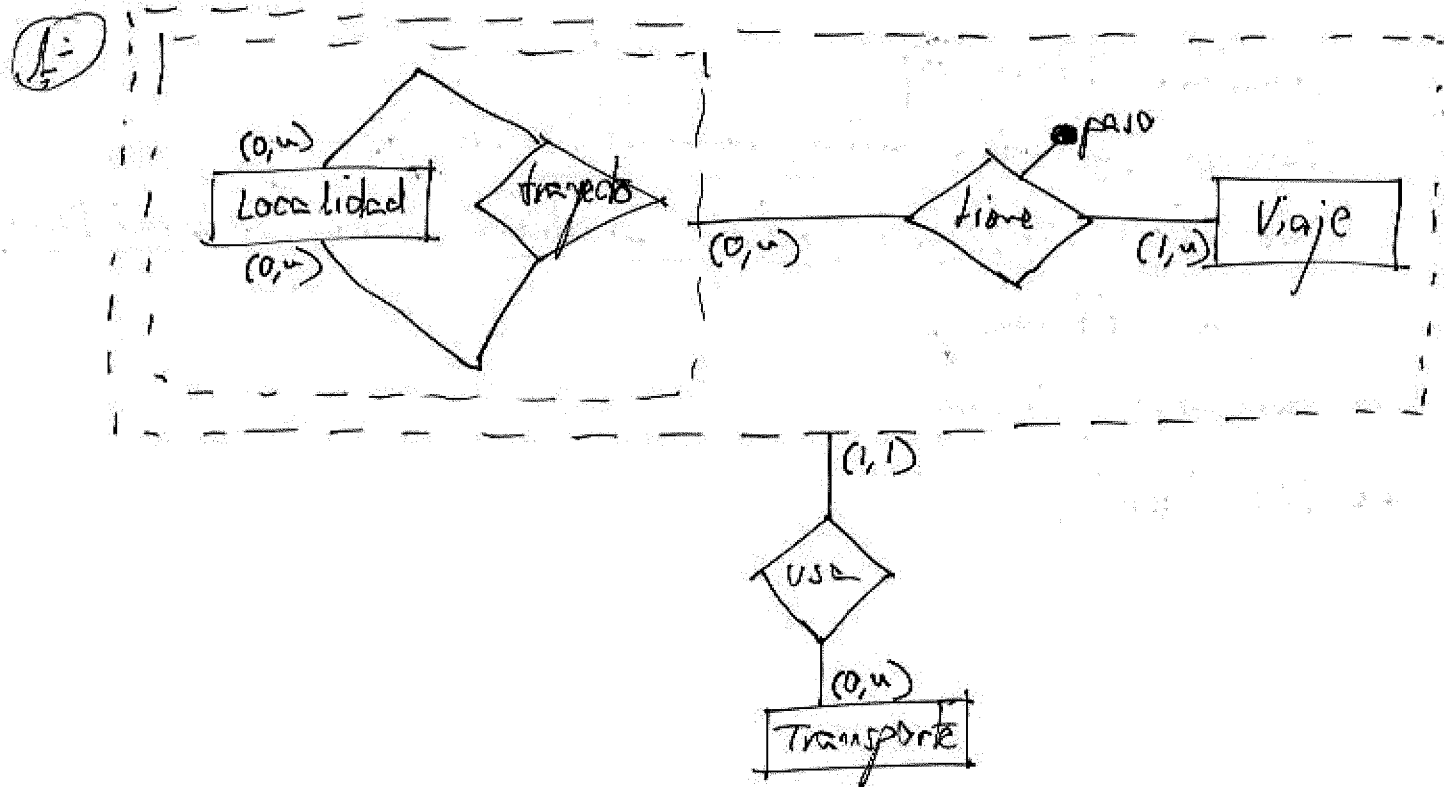 paso
(0,n)
Localidad
trayecto
tiene
Viaje
(0,n)
(0,n)
(1,n)
(1,1)
usa
(0,n)
Transporte